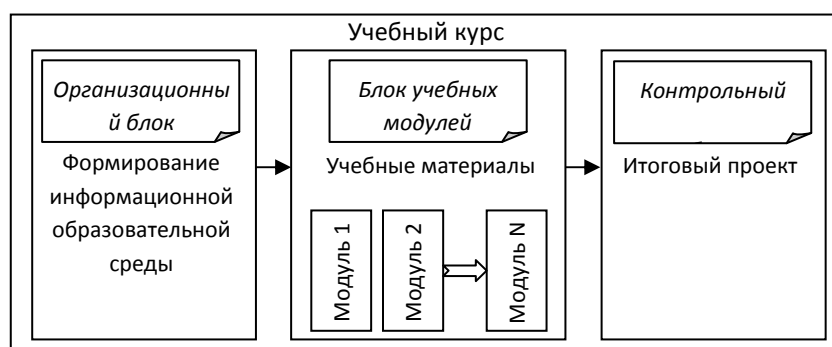 Учебный курс
Организационны
й блок
Формирование
информационной
образовательной
среды
Блок учебных
модулей
Учебные материалы
Модуль 1
Модуль 2
Модуль N
Контрольный
Итоговый проект